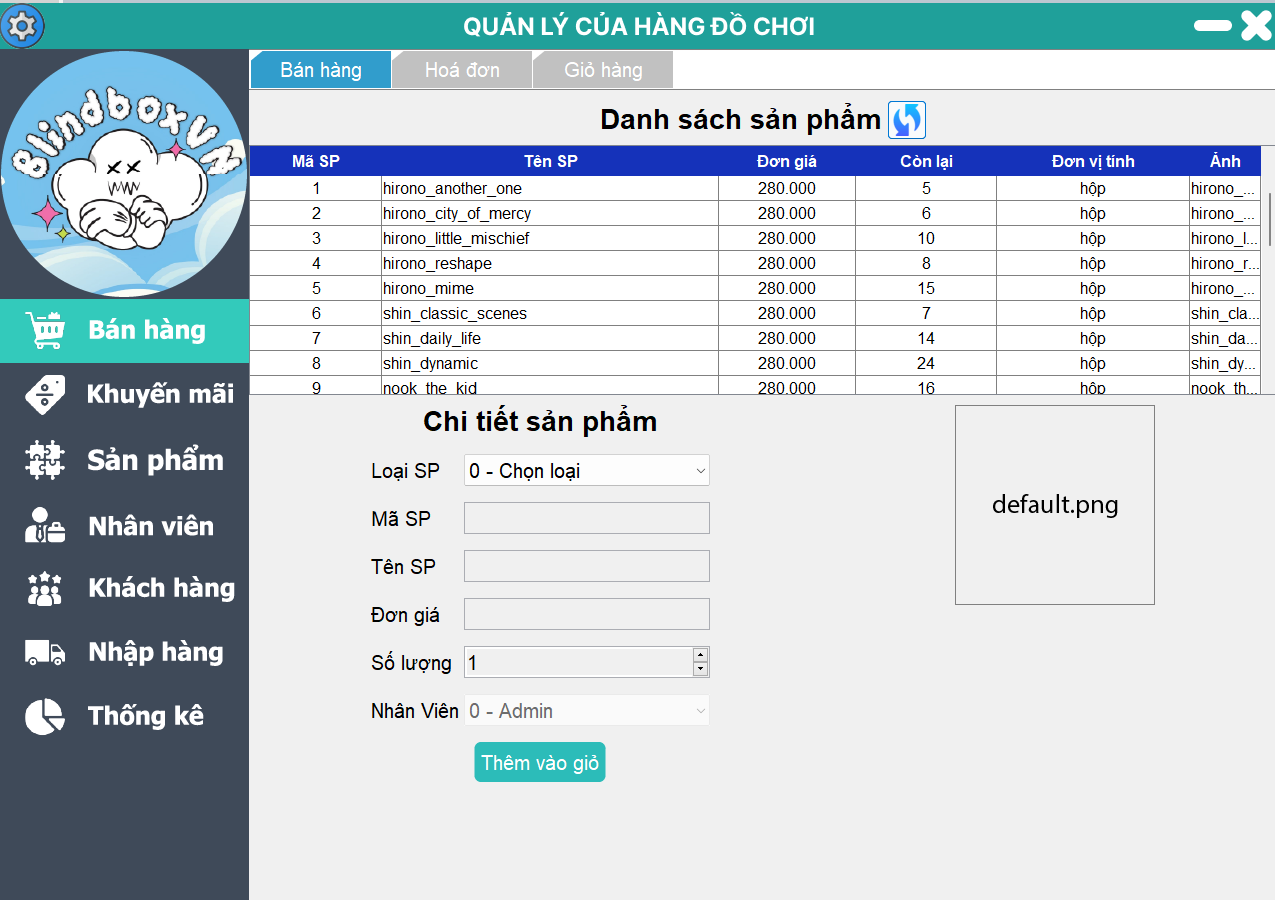 QUẢN LÝ CỦA HÀNG ĐỒ CHƠI
BlindboxVn
Bán hàng
Khuyến mãi
Sản phẩm
Nhân viên
Khách hàng
Nhập hàng
Thống kê
Bán hàng Hoá đơn Giỏ hàng
Danh sách sản phẩm
Mã SP Tên SP Đơn giá Còn lại Đơn vị tính Ảnh
1 hirono_another_one 280.000 5 hộp hirono_...
2 hirono_city_of_mercy 280.000 6 hộp hirono_...
3 hirono_little_mischief 280.000 10 hộp hirono_l...
4 hirono_reshape 280.000 8 hộp hirono_r...
5 hirono_mime 280.000 15 hộp hirono_...
6 shin_classic_scenes 280.000 7 hộp shin_cla...
7 shin_daily_life 280.000 14 hộp shin_da...
8 shin_dynamic 280.000 24 hộp shin_dy...
9 nook_the_kid 280.000 16 hộp nook_th...
Chi tiết sản phẩm
Loại SP 0 - Chọn loại
Mã SP
Tên SP
Đơn giá
Số lượng 1
Nhân Viên 0 - Admin
Thêm vào giỏ
default.png